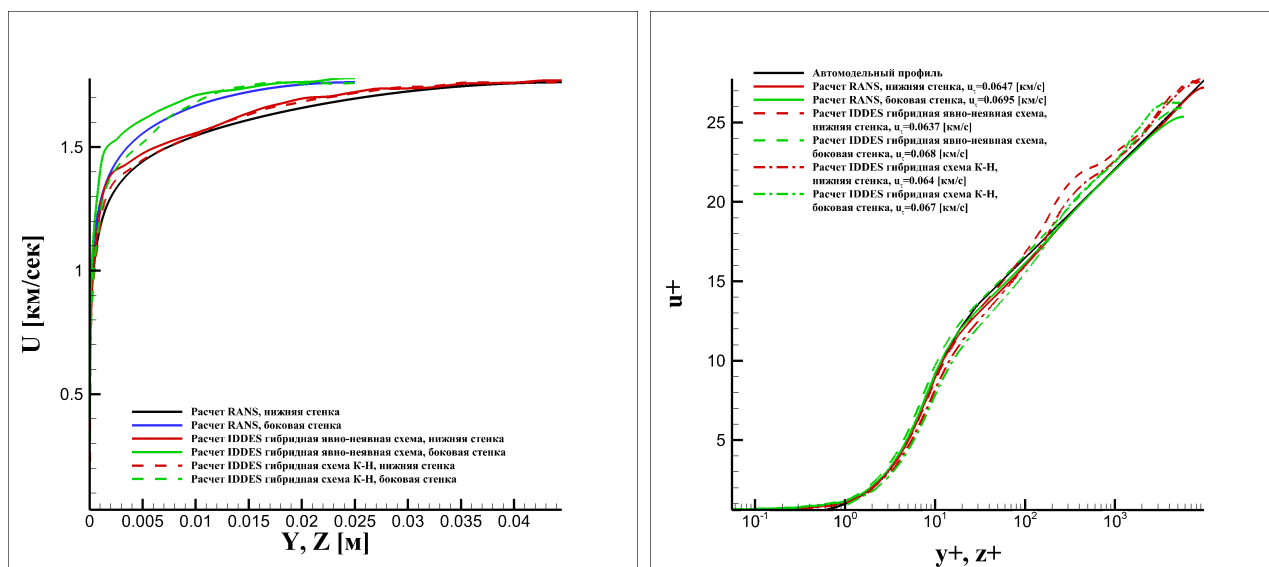 U [км/сек]
1.5
1
0.5
Расчет RANS, нижняя стенка
Расчет RANS, боковая стенка
Расчет IDDES гибридная явно-неявная схема, нижняя стенка
Расчет IDDES гибридная явно-неявная схема, боковая стенка
Расчет IDDES гибридная схема К-Н, нижняя стенка
Расчет IDDES гибридная схема К-Н, боковая стенка
0 0.005 0.01 0.015 0.02 0.025 0.03 0.035 0.04
Y, Z [м]
u+
25
20
15
10
5
Автомодельный профиль
Расчет RANS, нижняя стенка, uτ=0.0647 [км/с]
Расчет RANS, боковая стенка, uτ=0.0695 [км/с]
Расчет IDDES гибридная явно-неявная схема,
нижняя стенка, uτ=0.0637 [км/с]
Расчет IDDES гибридная явно-неявная схема,
боковая стенка, uτ=0.068 [км/с]
Расчет IDDES гибридная схема К-Н,
нижняя стенка, uτ=0.064 [км/с]
Расчет IDDES гибридная схема К-Н,
боковая стенка, uτ=0.067 [км/с]
10⁻¹ 10⁰ 10¹ 10² 10³
y+, z+